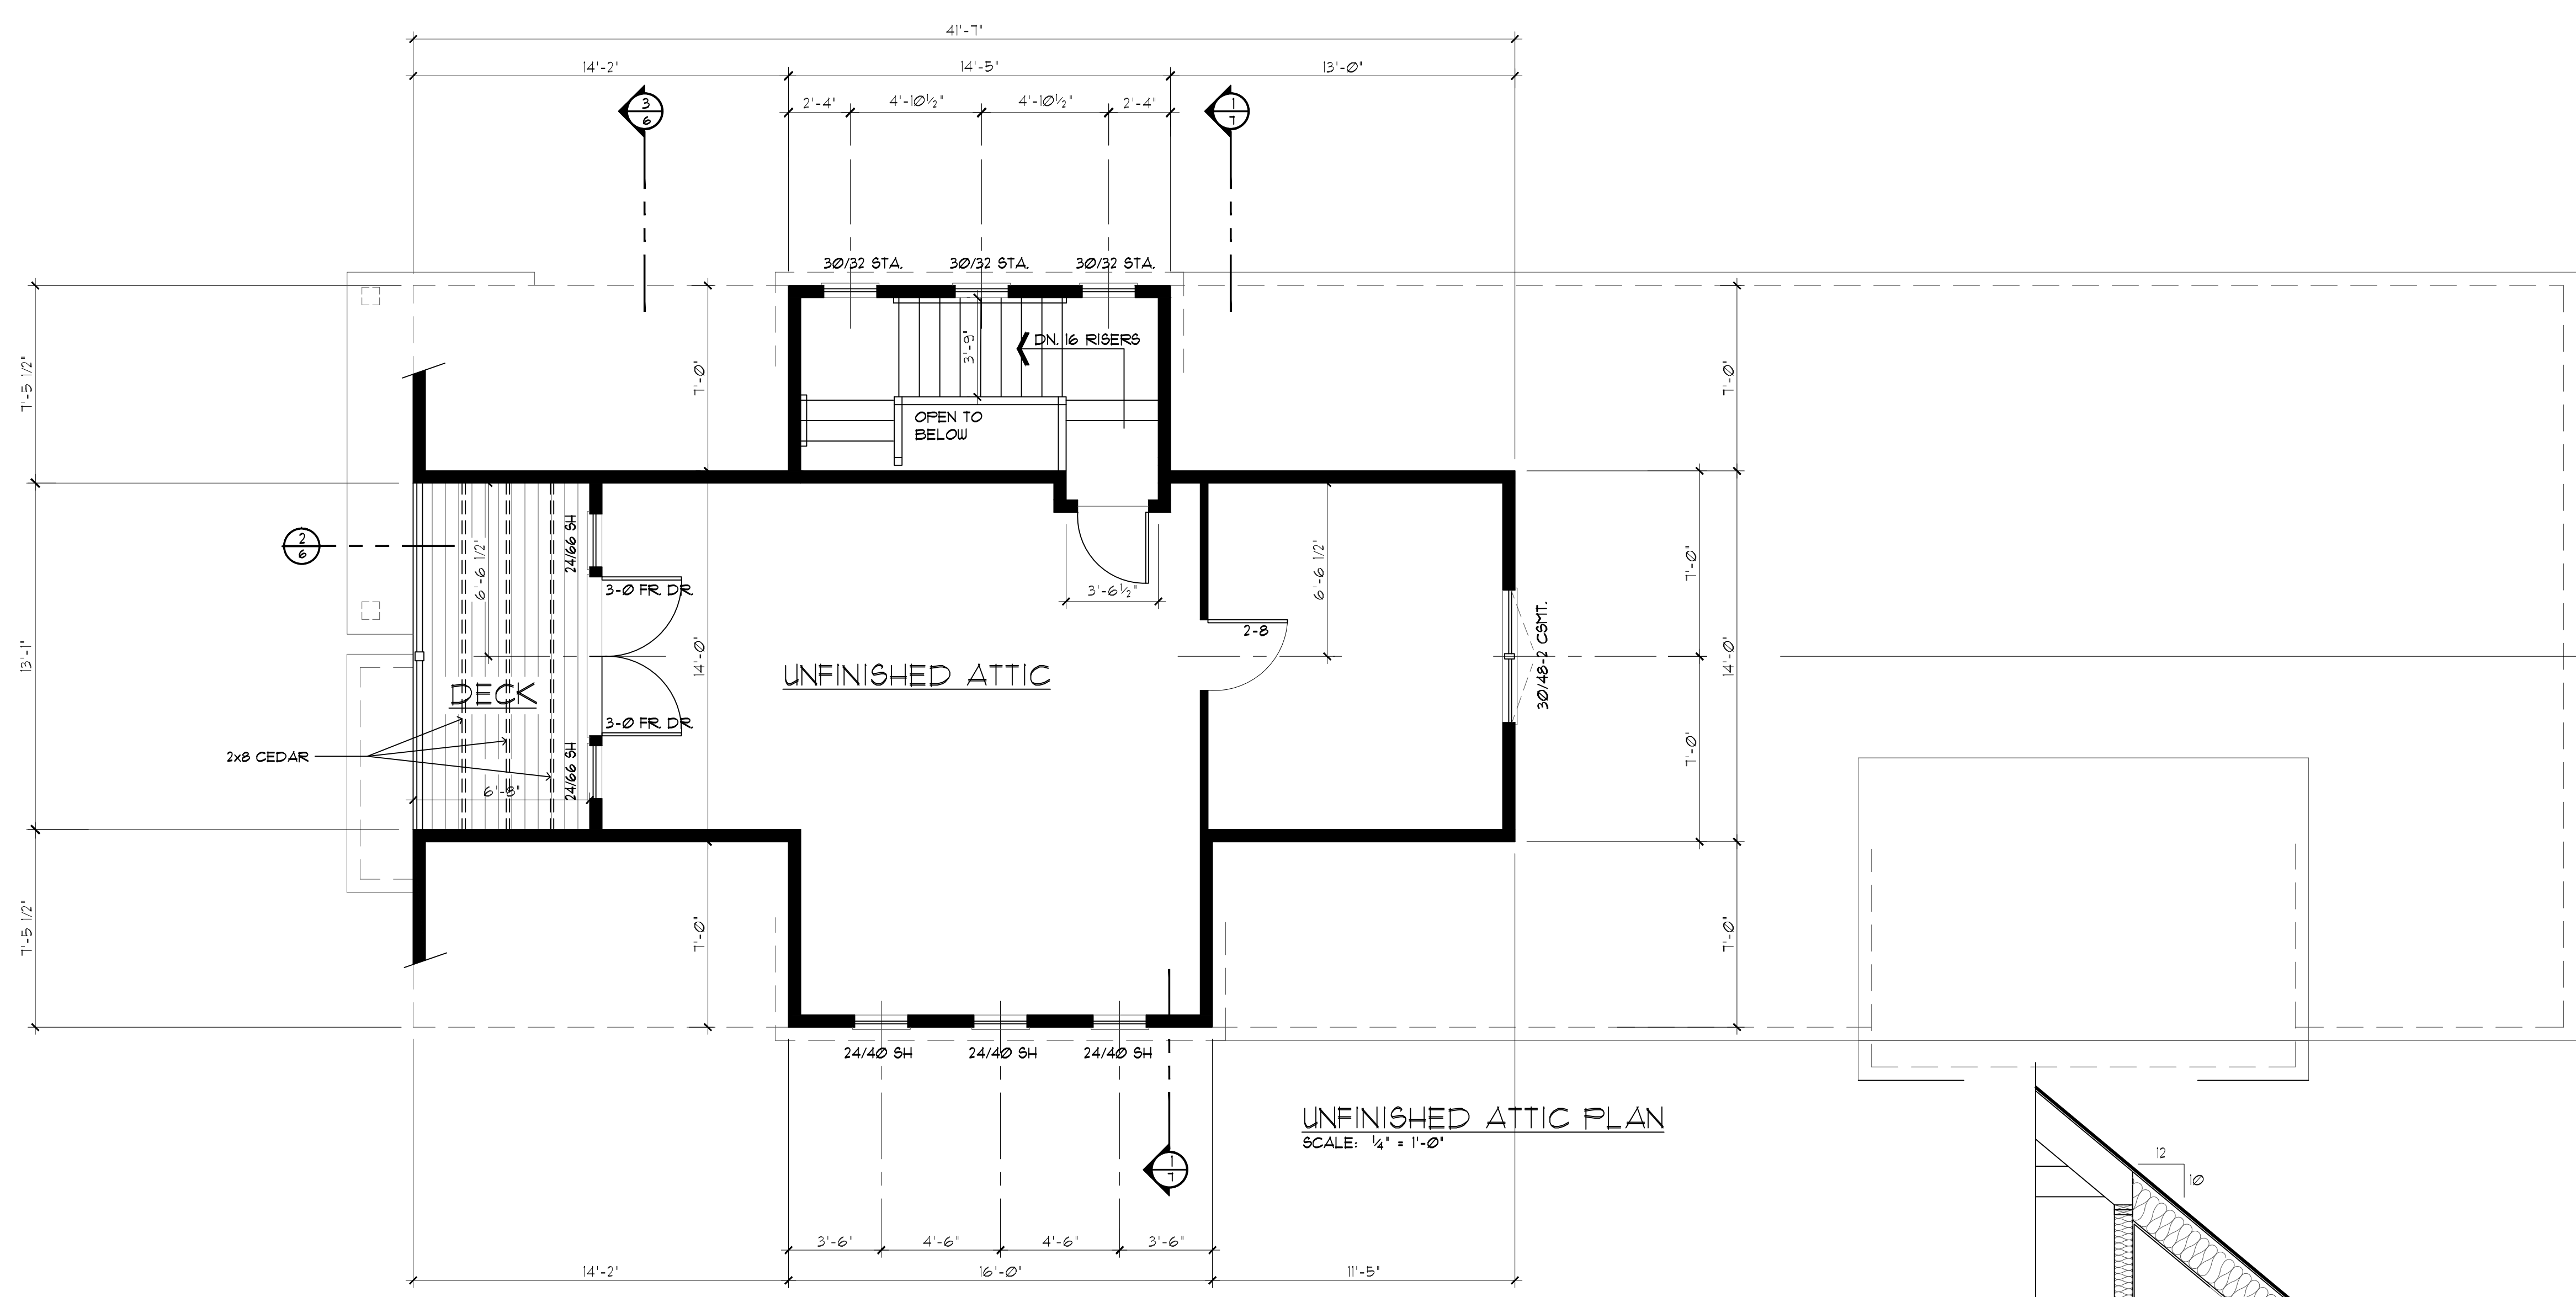 41'-7"
14'-2"
14'-5"
13'-0"
2'-4"
4'-10½"
4'-10½"
2'-4"
3
6
1
7
30/32 STA.
30/32 STA.
30/32 STA.
7'-5 1/2"
7'-0"
3'-9"
DN. 16 RISERS
7'-0"
OPEN TO
BELOW
2
6
6'-6 1/2"
24/66 SH
3-0 FR. DR.
3'-6½"
6'-6 1/2"
2-8
7'-0"
13'-1"
14'-0"
UNFINISHED ATTIC
30/48-2 CSMT.
14'-0"
DECK
3-0 FR. DR.
2x8 CEDAR
24/66 SH
6'-8"
7'-0"
7'-5 1/2"
7'-0"
7'-0"
24/40 SH
24/40 SH
24/40 SH
UNFINISHED ATTIC PLAN
SCALE: ¼" = 1'-0"
1
7
12
10
3'-6"
4'-6"
4'-6"
3'-6"
14'-2"
16'-0"
11'-5"